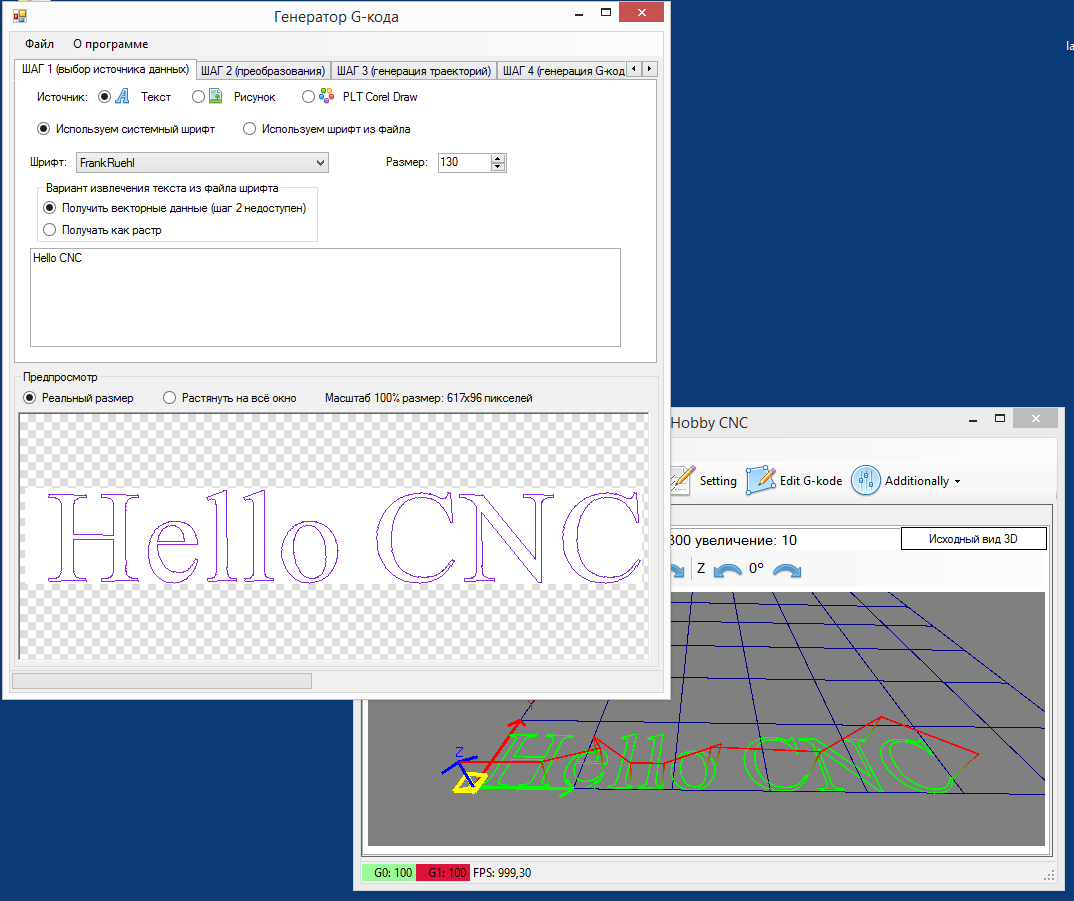 Генератор G-кода
Файл О программе
ШАГ 1 (выбор источника данных) ШАГ 2 (преобразования) ШАГ 3 (генерация траекторий) ШАГ 4 (генерация G-код
Источник: Текст Рисунок PLT Corel Draw
Используем системный шрифт Используем шрифт из файла
Шрифт: FrankRuehl Размер: 130
Вариант извлечения текста из файла шрифта
Получить векторные данные (шаг 2 недоступен)
Получать как растр
Hello CNC
Предпросмотр
Реальный размер Растянуть на всё окно Масштаб 100% размер: 617x96 пикселей
Hello CNC
Hobby CNC
Setting Edit G-kode Additionally
300 увеличение: 10 Исходный вид 3D
Z 0°
Z
Hello CNC
G0: 100 G1: 100 FPS: 999,30